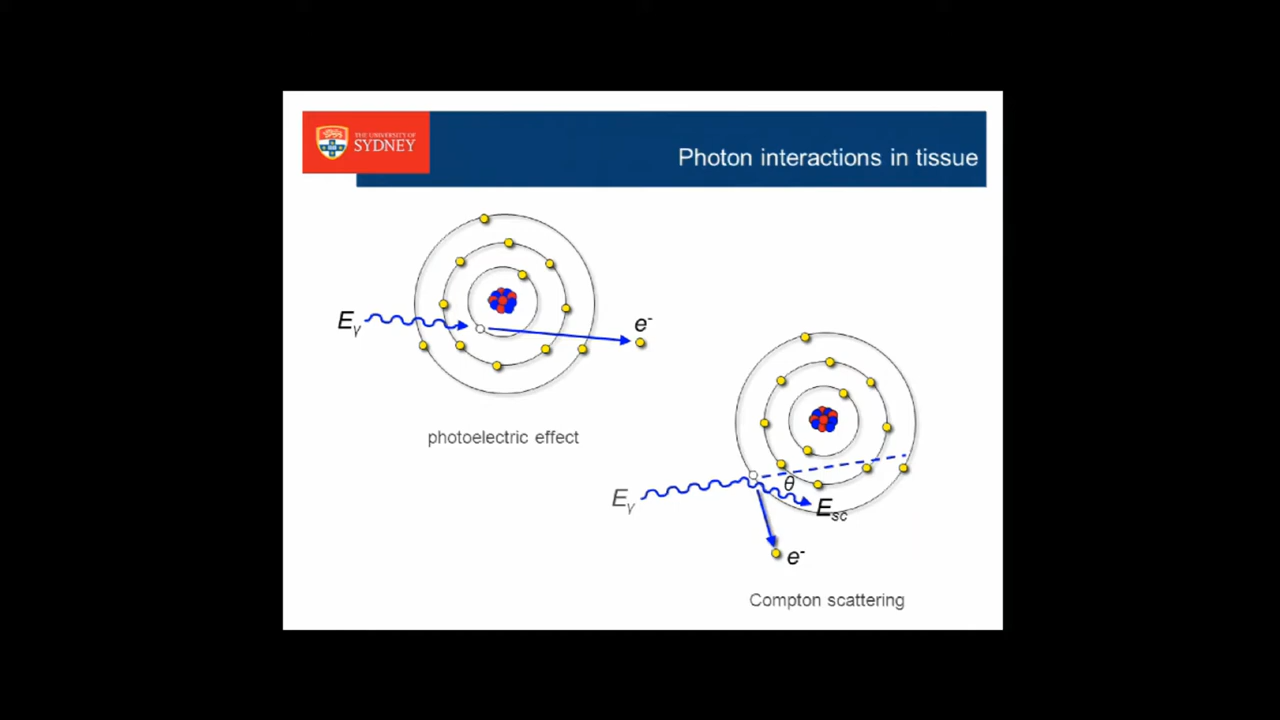 THE UNIVERSITY OF
SYDNEY
Photon interactions in tissue
Eγ
e-
photoelectric effect
Eγ
θ
Esc
e-
Compton scattering